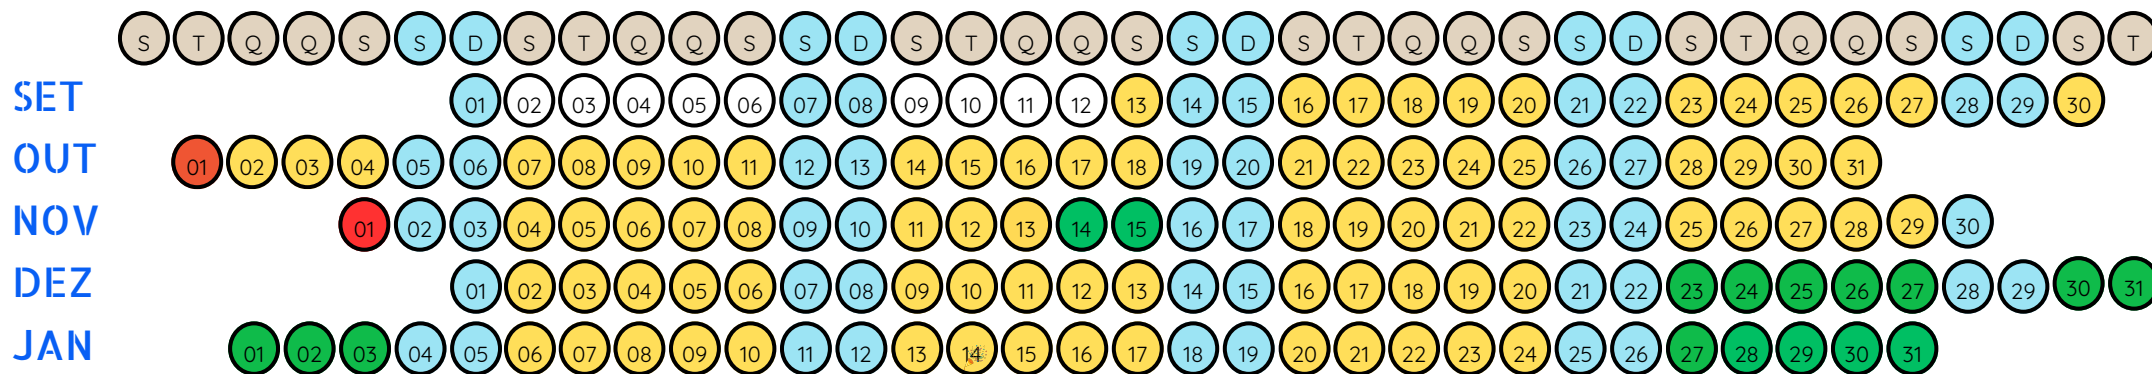 S T Q Q S S D S T Q Q S S D S T Q Q S S D S T Q Q S S D S T Q Q S S D S T
SET 01 02 03 04 05 06 07 08 09 10 11 12 13 14 15 16 17 18 19 20 21 22 23 24 25 26 27 28 29 30
OUT 01 02 03 04 05 06 07 08 09 10 11 12 13 14 15 16 17 18 19 20 21 22 23 24 25 26 27 28 29 30 31
NOV 01 02 03 04 05 06 07 08 09 10 11 12 13 14 15 16 17 18 19 20 21 22 23 24 25 26 27 28 29 30
DEZ 01 02 03 04 05 06 07 08 09 10 11 12 13 14 15 16 17 18 19 20 21 22 23 24 25 26 27 28 29 30 31
JAN 01 02 03 04 05 06 07 08 09 10 11 12 13 14 15 16 17 18 19 20 21 22 23 24 25 26 27 28 29 30 31